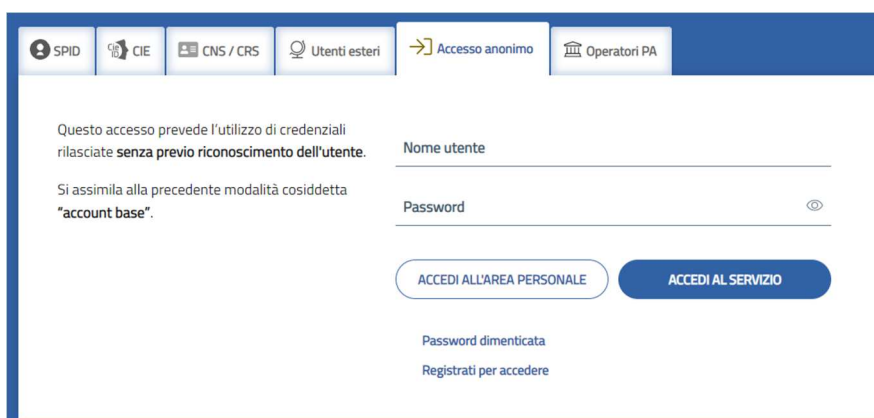 SPID
CIE
CNS / CRS
Utenti esteri
Accesso anonimo
Operatori PA
Questo accesso prevede l'utilizzo di credenziali
rilasciate senza previo riconoscimento dell'utente.
Si assimila alla precedente modalità cosiddetta
"account base".
Nome utente
Password
ACCEDI ALL'AREA PERSONALE
ACCEDI AL SERVIZIO
Password dimenticata
Registrati per accedere